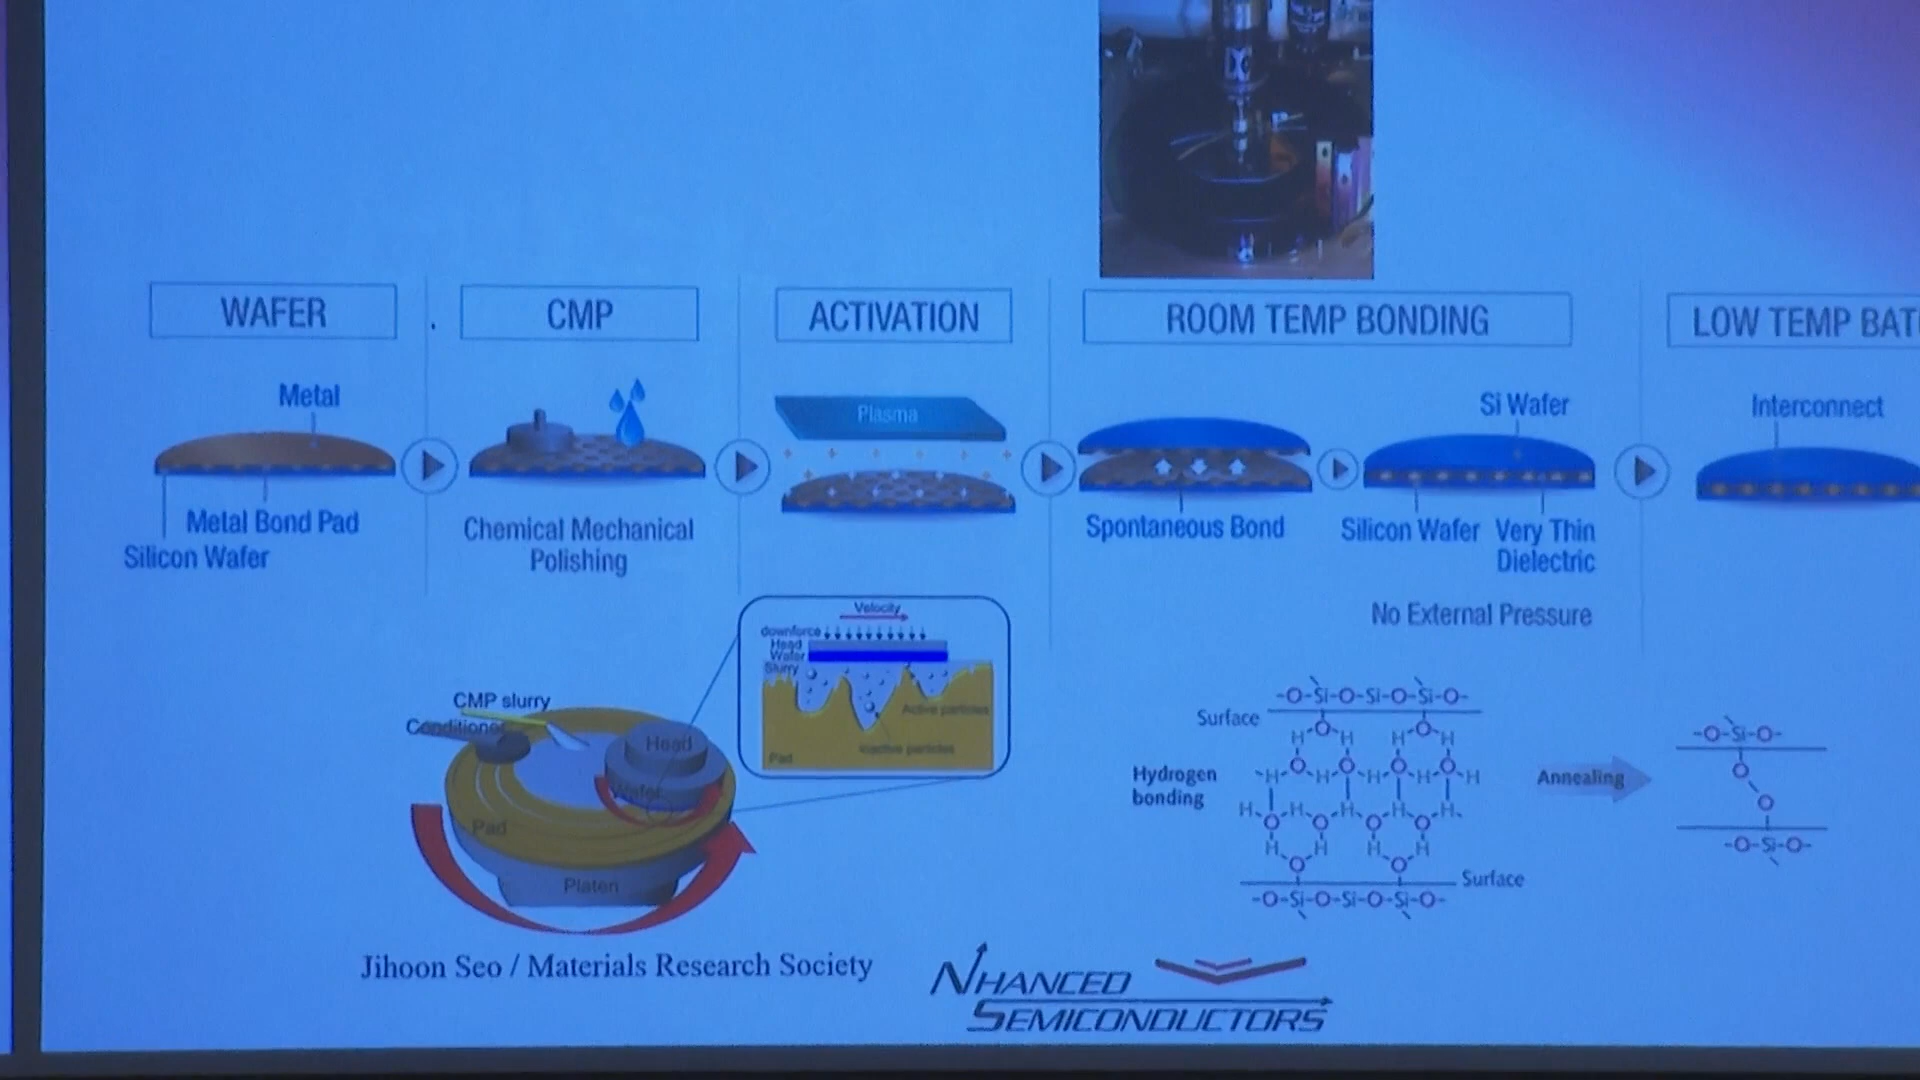 WAFER
CMP
ACTIVATION
ROOM TEMP BONDING
LOW TEMP BAT
Metal
Metal Bond Pad
Silicon Wafer
Chemical Mechanical
Polishing
Plasma
Spontaneous Bond
Si Wafer
Silicon Wafer
Very Thin
Dielectric
No External Pressure
Interconnect
Velocity
downforce
Head
Wafer
Slurry
Active particles
Inactive particles
Pad
CMP slurry
Conditioner
Head
Wafer
Pad
Platen
-O-Si-O-Si-O-Si-O-
Surface
H O H H O H
-H-O-H-O-H-O-H-O-H
Hydrogen
bonding
H H H H H
O O O O
H H H H
O O
Surface
-O-Si-O-Si-O-Si-O-
Annealing
-O-Si-O-
O
O
-O-Si-O-
Jihoon Seo / Materials Research Society
NHANCED
SEMICONDUCTORS